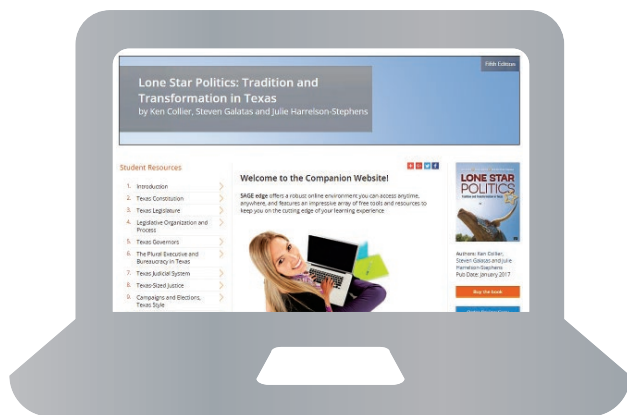 Fifth Edition
Lone Star Politics: Tradition and
Transformation in Texas
by Ken Collier, Steven Galatas and Julie Harrelson-Stephens
Student Resources
1. Introduction
2. Texas Constitution
3. Texas Legislature
4. Legislative Organization and
Process
5. Texas Governors
6. The Plural Executive and
Bureaucracy in Texas
7. Texas Judicial System
8. Texas-Sized Justice
9. Campaigns and Elections,
Texas Style
Welcome to the Companion Website!
SAGE edge offers a robust online environment you can access anytime,
anywhere, and features an impressive array of free tools and resources to
keep you on the cutting edge of your learning experience
LONE STAR
POLITICS
Authors: Ken Collier,
Steven Galatas and Julie
Harrelson-Stephens
Pub Date: January 2017
Buy the book